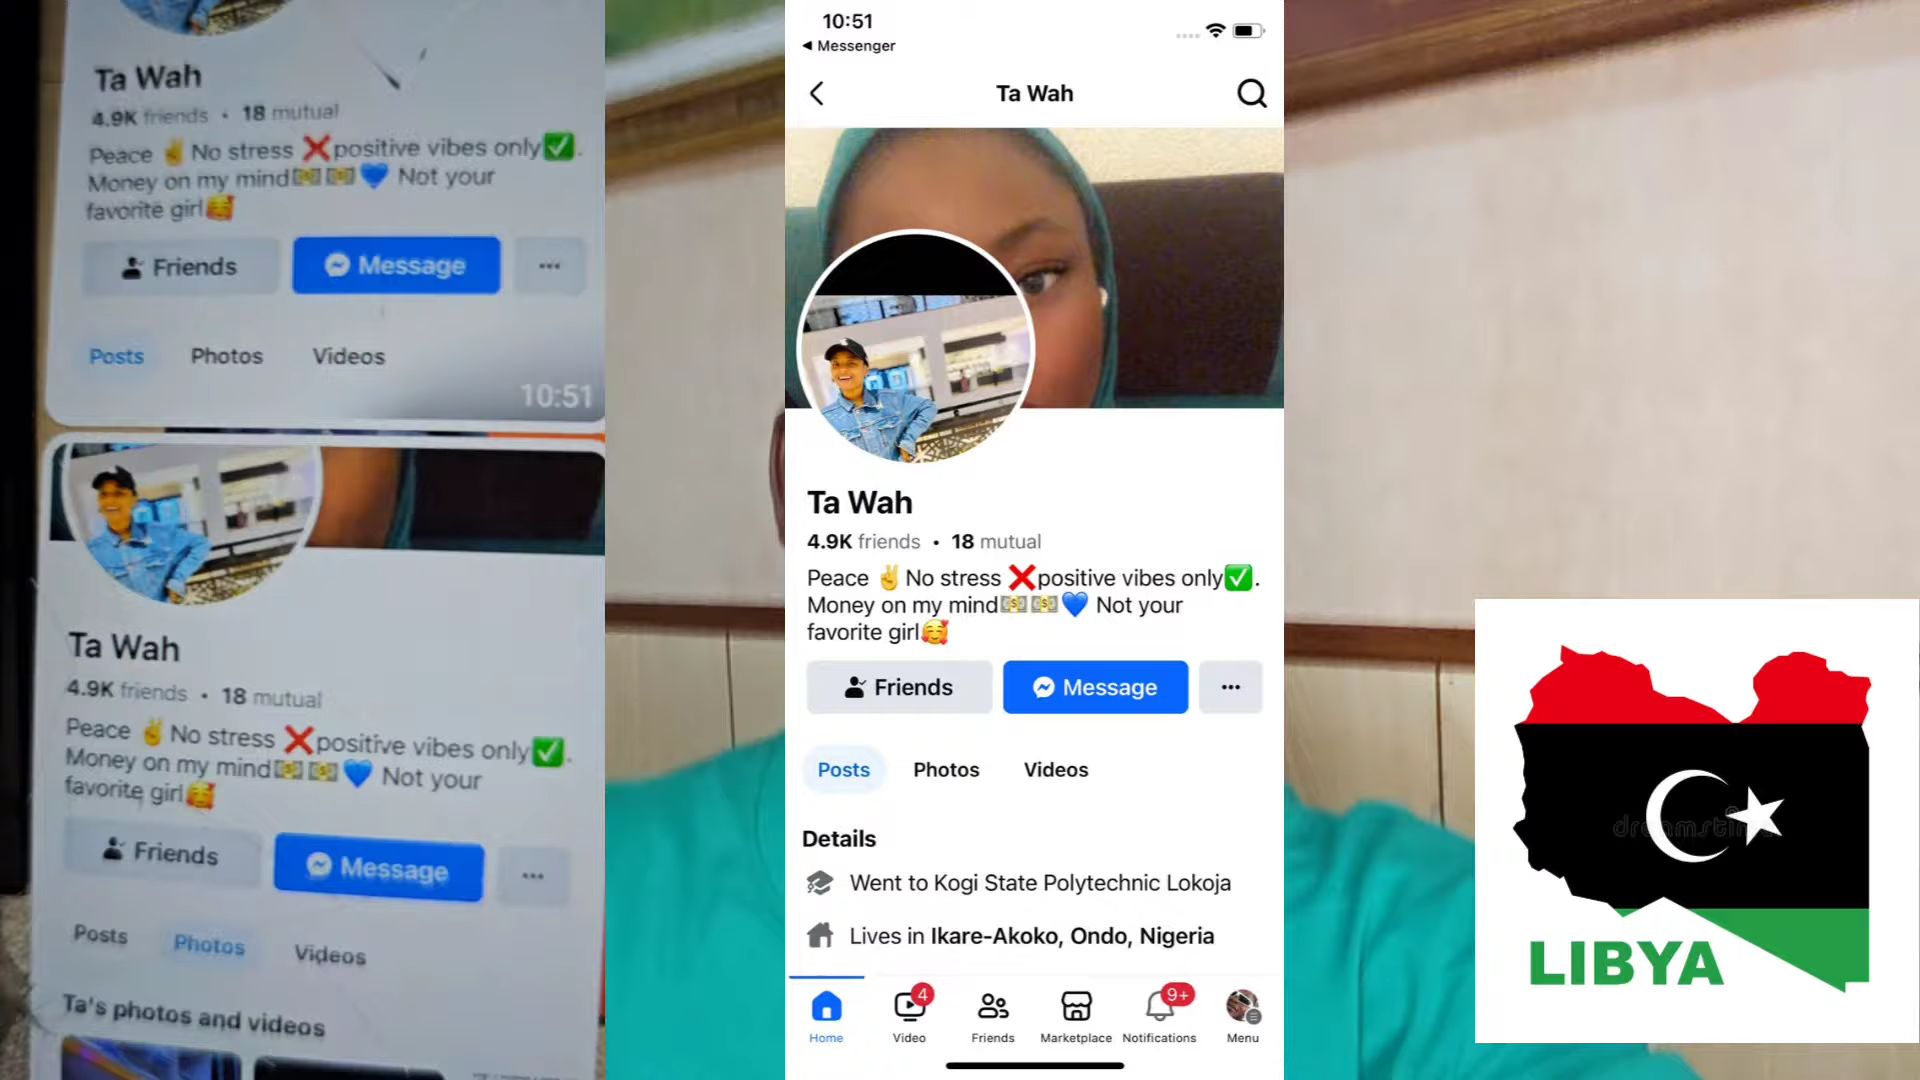 Ta Wah
4.9K friends • 18 mutual
Peace ✌️No stress ❌positive vibes only✅.
Money on my mind💵💵💙 Not your
favorite girl🥰
Friends
Message
Posts
Photos
Videos
10:51
Ta Wah
4.9K friends • 18 mutual
Peace ✌️No stress ❌positive vibes only✅.
Money on my mind💵💵💙 Not your
favorite girl🥰
Friends
Message
Posts
Photos
Videos
Ta's photos and videos
10:51
Messenger
Ta Wah
Ta Wah
4.9K friends • 18 mutual
Peace ✌️No stress ❌positive vibes only✅.
Money on my mind💵💵💙 Not your
favorite girl🥰
Friends
Message
Posts
Photos
Videos
Details
Went to Kogi State Polytechnic Lokoja
Lives in Ikare-Akoko, Ondo, Nigeria
4
9+
Home
Video
Friends
Marketplace
Notifications
Menu
LIBYA